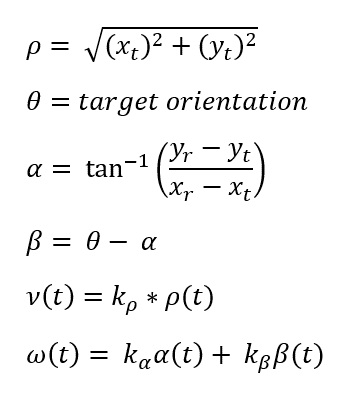 ρ = √((x_t)² + (y_t)²)
θ = target orientation
α = tan⁻¹ ((y_r − y_t)/(x_r − x_t))
β = θ − α
ν(t) = k_ρ * ρ(t)
ω(t) = k_α α(t) + k_β β(t)